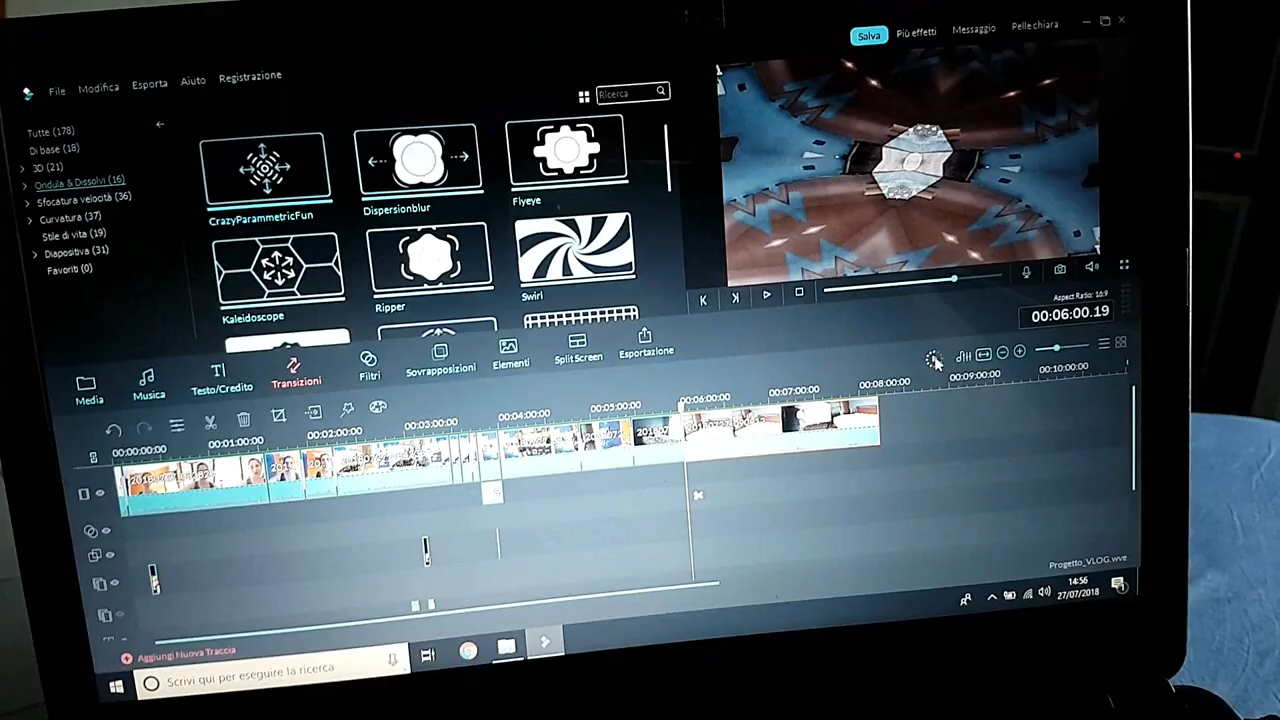 Salva Più effetti Messaggio Pelle chiara
File Modifica Esporta Aiuto Registrazione
Ricerca
Tutte (178)
Di base (18)
3D (21)
Ondula & Dissolvi (16)
Sfocatura velocità (36)
Curvatura (37)
Stile di vita (19)
Diapositiva (31)
Favoriti (0)
CrazyParammetricFun
Dispersionblur
Flyeye
Kaleidoscope
Ripper
Swirl
Aspect Ratio: 16:9
00:06:00.19
Media
Musica
Testo/Credito
Transizioni
Filtri
Sovrapposizioni
Elementi
Split Screen
Esportazione
00:00:00:00
00:01:00:00
00:02:00:00
00:03:00:00
00:04:00:00
00:05:00:00
00:06:00:00
00:07:00:00
00:08:00:00
00:09:00:00
00:10:00:00
Progetto_VLOG.wve
Aggiungi Nuova Traccia
Scrivi qui per eseguire la ricerca
14:56
27/07/2018